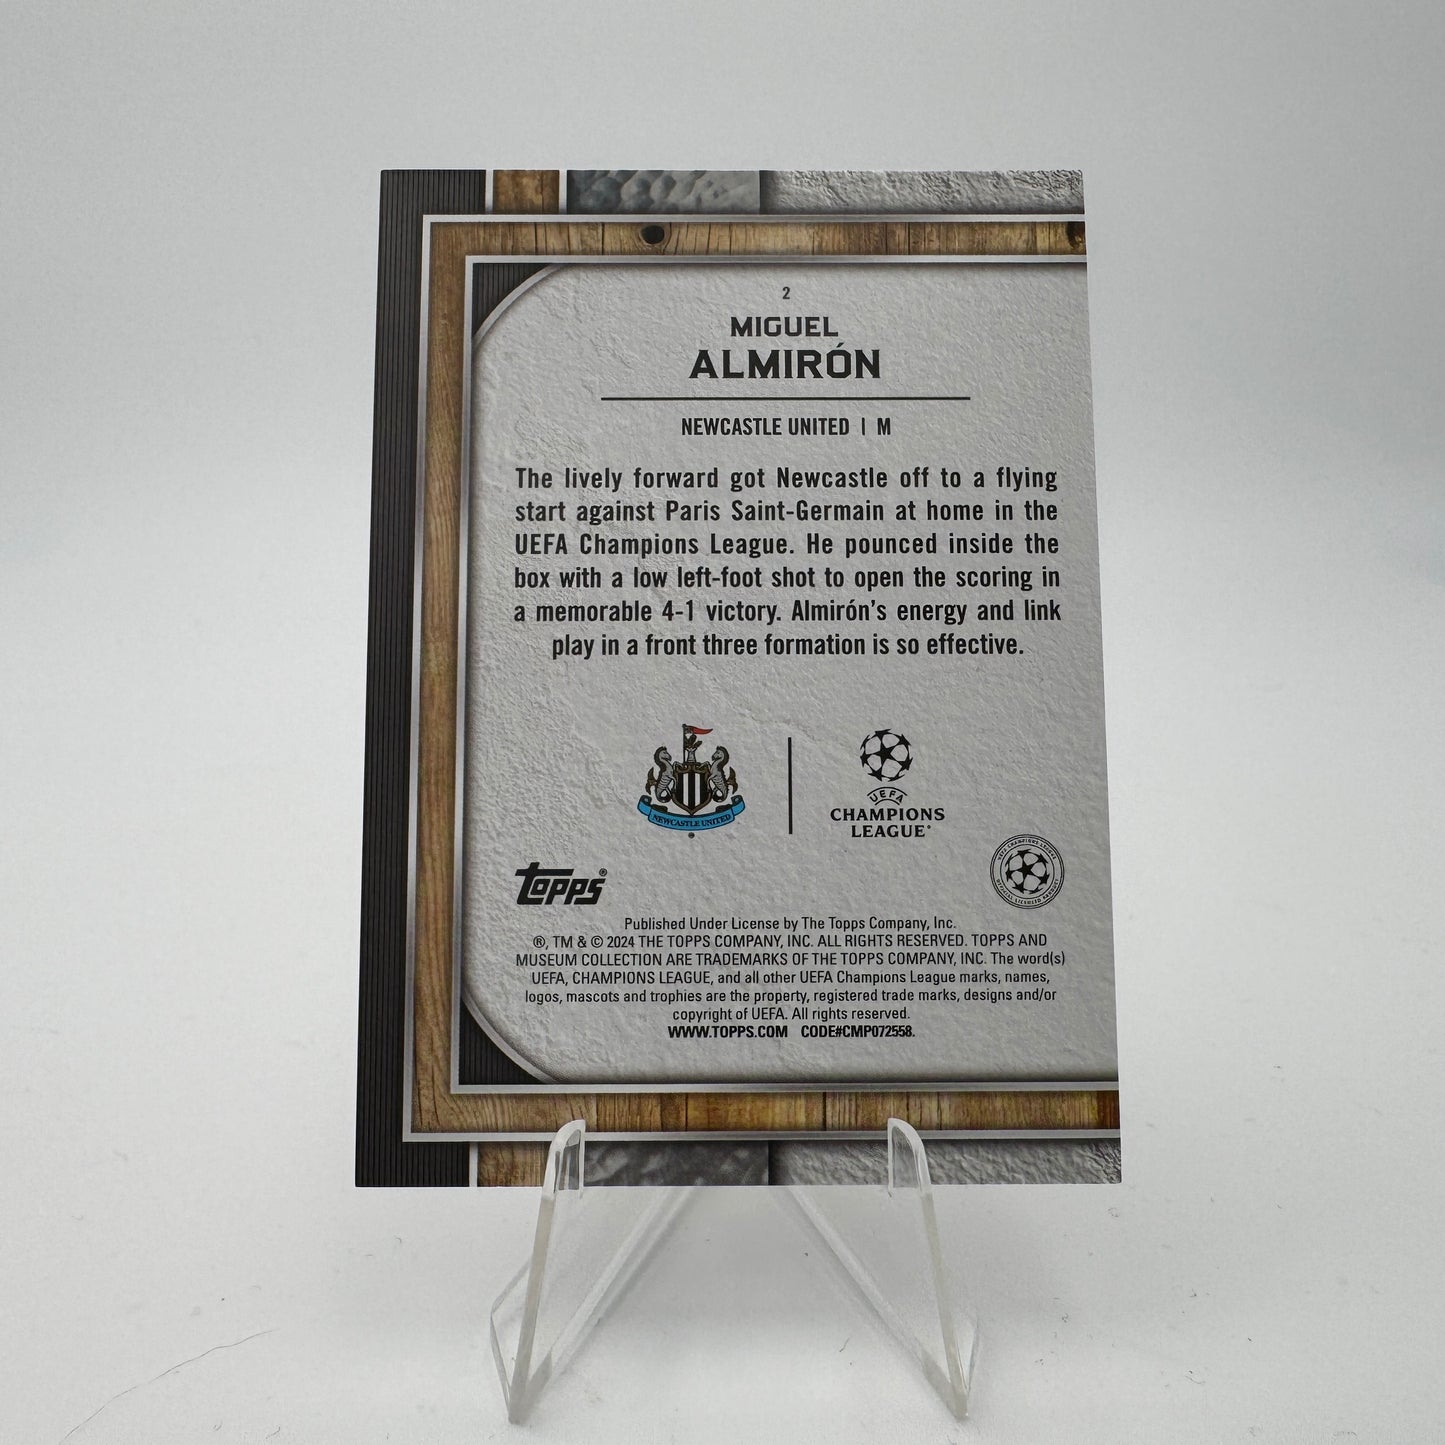 2
MIGUEL
ALMIRÓN
NEWCASTLE UNITED | M
The lively forward got Newcastle off to a flying
start against Paris Saint-Germain at home in the
UEFA Champions League. He pounced inside the
box with a low left-foot shot to open the scoring in
a memorable 4-1 victory. Almirón's energy and link
play in a front three formation is so effective.
NEWCASTLE UNITED
®
UEFA
CHAMPIONS
LEAGUE®
topps®
UEFA CHAMPIONS LEAGUE
OFFICIAL LICENSED PRODUCT
Published Under License by The Topps Company, Inc.
®, TM & © 2024 THE TOPPS COMPANY, INC. ALL RIGHTS RESERVED. TOPPS AND
MUSEUM COLLECTION ARE TRADEMARKS OF THE TOPPS COMPANY, INC. The word(s)
UEFA, CHAMPIONS LEAGUE, and all other UEFA Champions League marks, names,
logos, mascots and trophies are the property, registered trade marks, designs and/or
copyright of UEFA. All rights reserved.
WWW.TOPPS.COM CODE#CMP072558.